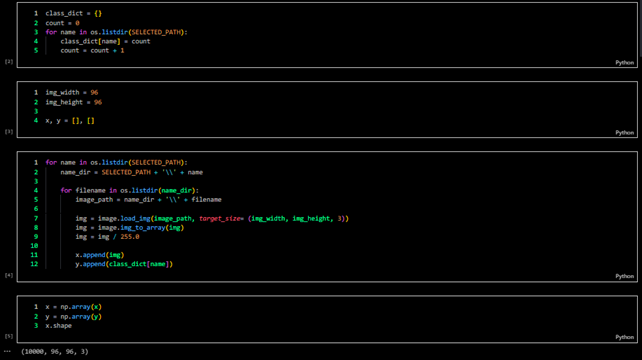 1 class_dict = {}
2 count = 0
3 for name in os.listdir(SELECTED_PATH):
4     class_dict[name] = count
5     count = count + 1
[2]
Python
1 img_width = 96
2 img_height = 96
3
4 x, y = [], []
[3]
Python
1 for name in os.listdir(SELECTED_PATH):
2     name_dir = SELECTED_PATH + '\\' + name
3
4     for filename in os.listdir(name_dir):
5         image_path = name_dir + '\\' + filename
6
7         img = image.load_img(image_path, target_size= (img_width, img_height, 3))
8         img = image.img_to_array(img)
9         img = img / 255.0
10
11         x.append(img)
12         y.append(class_dict[name])
[4]
Python
1 x = np.array(x)
2 y = np.array(y)
3 x.shape
[5]
Python
... (10000, 96, 96, 3)